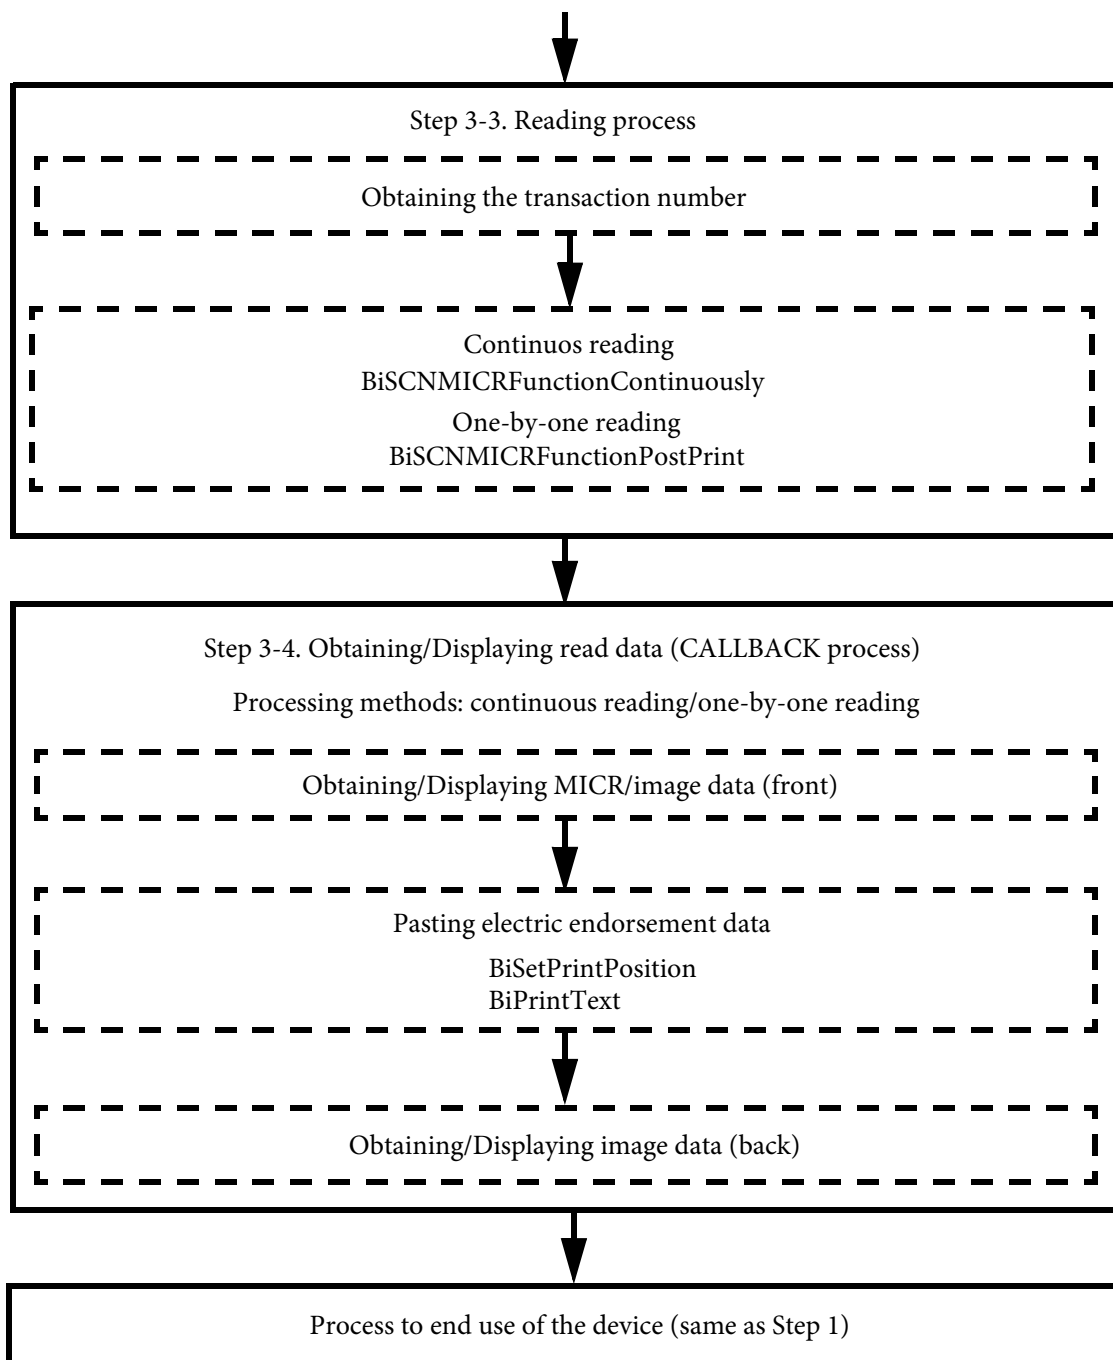 Step 3-3. Reading process
Obtaining the transaction number
Continuos reading
BiSCNMICRFunctionContinuously
One-by-one reading
BiSCNMICRFunctionPostPrint
Step 3-4. Obtaining/Displaying read data (CALLBACK process)
Processing methods: continuous reading/one-by-one reading
Obtaining/Displaying MICR/image data (front)
Pasting electric endorsement data
BiSetPrintPosition
BiPrintText
Obtaining/Displaying image data (back)
Process to end use of the device (same as Step 1)